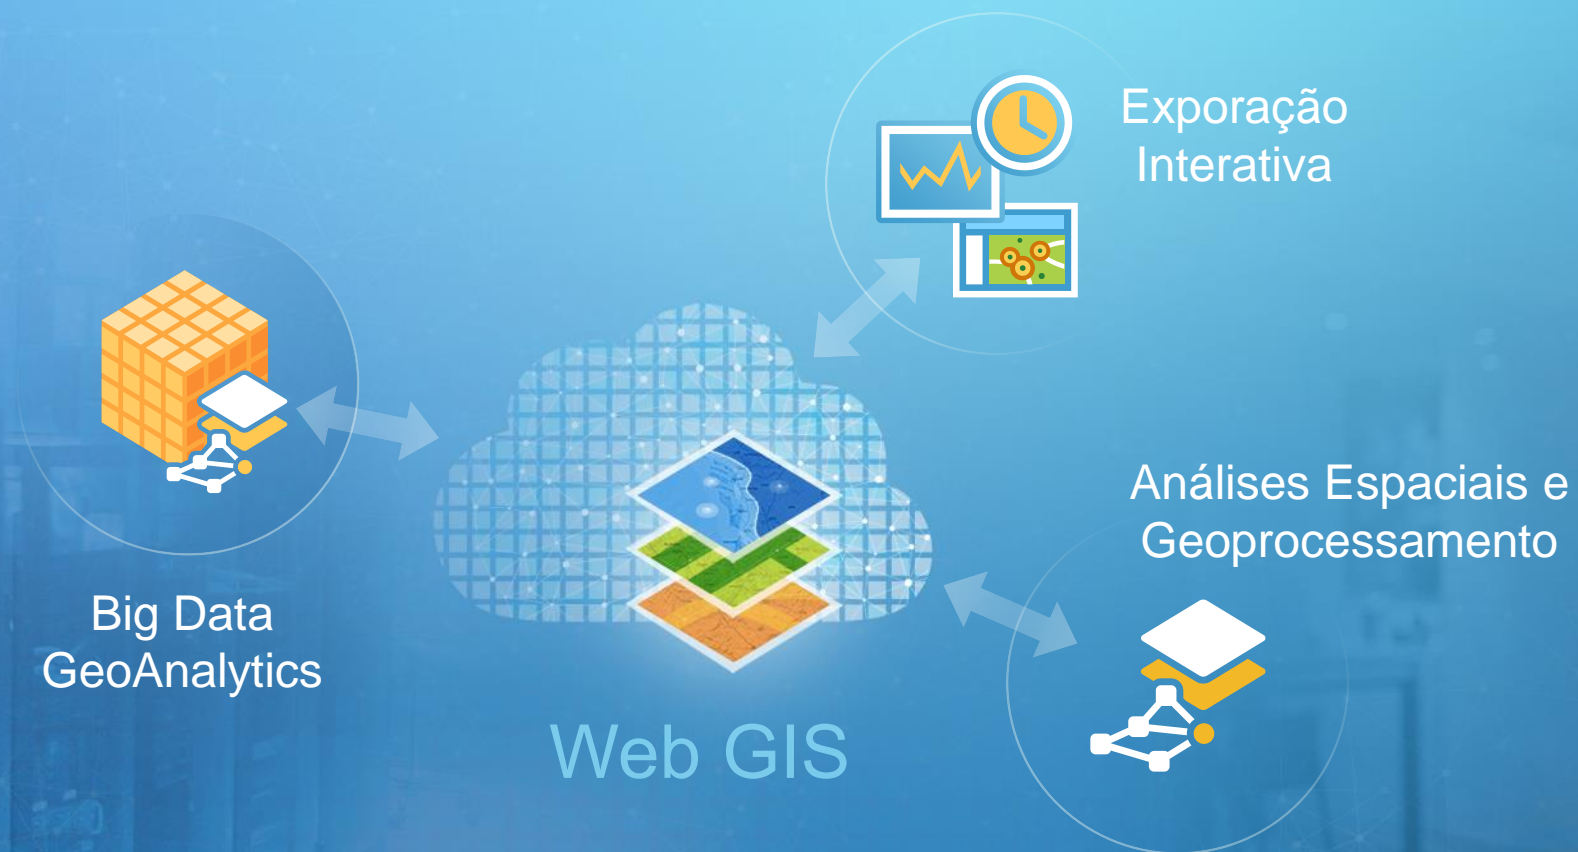 Exporação
Interativa
Análises Espaciais e
Geoprocessamento
Big Data
GeoAnalytics
Web GIS